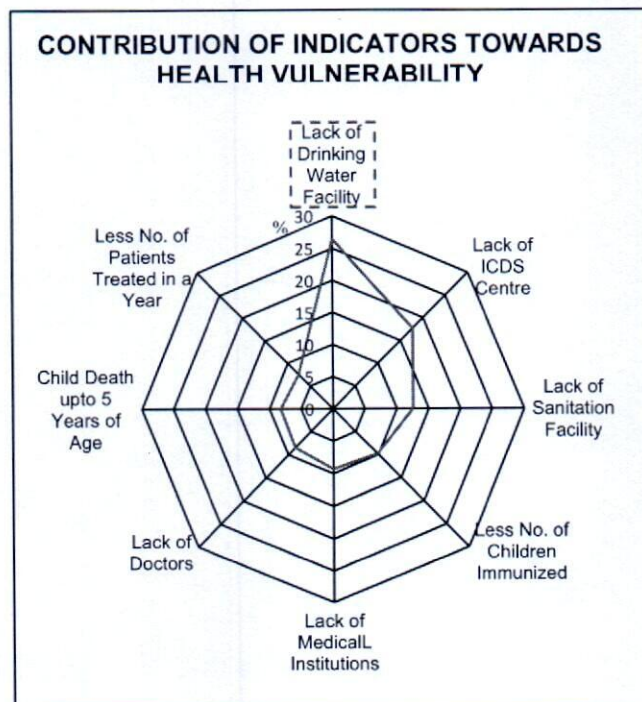 CONTRIBUTION OF INDICATORS TOWARDS
HEALTH VULNERABILITY
Lack of
Drinking
Water
Facility
%
30
25
20
15
10
5
0
Lack of
ICDS
Centre
Lack of
Sanitation
Facility
Less No. of
Children
Immunized
Lack of
MedicalL
Institutions
Lack of
Doctors
Child Death
upto 5
Years of
Age
Less No. of
Patients
Treated in a
Year